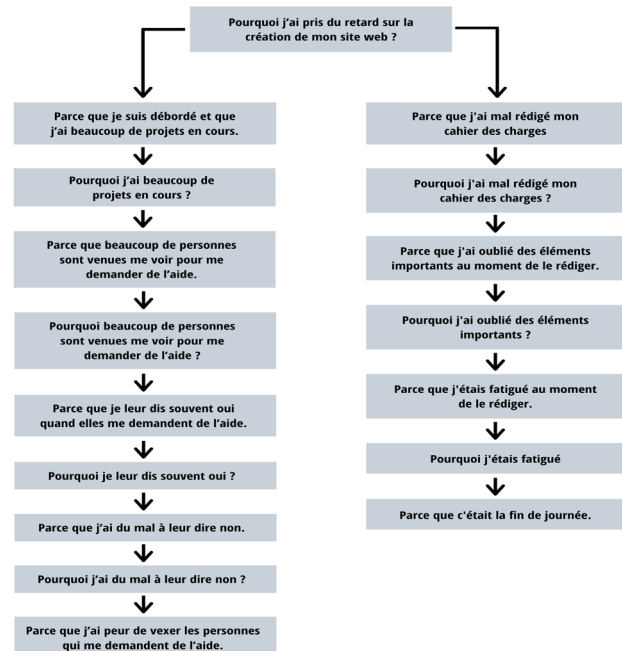 Pourquoi j’ai pris du retard sur la
création de mon site web ?
Parce que je suis débordé et que
j’ai beaucoup de projets en cours.
Pourquoi j’ai beaucoup de
projets en cours ?
Parce que beaucoup de personnes
sont venues me voir pour me
demander de l’aide.
Pourquoi beaucoup de personnes
sont venues me voir pour me
demander de l’aide ?
Parce que je leur dis souvent oui
quand elles me demandent de l’aide.
Pourquoi je leur dis souvent oui ?
Parce que j’ai du mal à leur dire non.
Pourquoi j’ai du mal à leur dire non ?
Parce que j’ai peur de vexer les personnes
qui me demandent de l’aide.
Parce que j'ai mal rédigé mon
cahier des charges
Pourquoi j'ai mal rédigé mon
cahier des charges ?
Parce que j'ai oublié des éléments
importants au moment de le rédiger.
Pourquoi j'ai oublié des éléments
importants ?
Parce que j'étais fatigué au moment
de le rédiger.
Pourquoi j'étais fatigué
Parce que c'était la fin de journée.